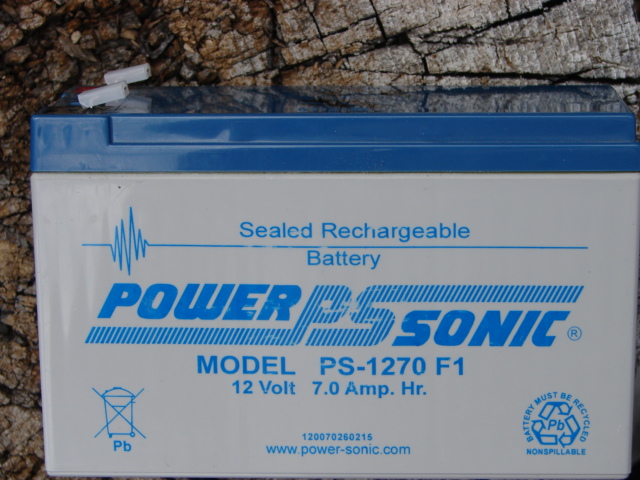 Sealed Rechargeable
Battery
POWER PS SONIC ®
MODEL PS-1270 F1
12 Volt 7.0 Amp. Hr.
Pb
120070260215
www.power-sonic.com
BATTERY MUST BE RECYCLED
Pb
NONSPILLABLE